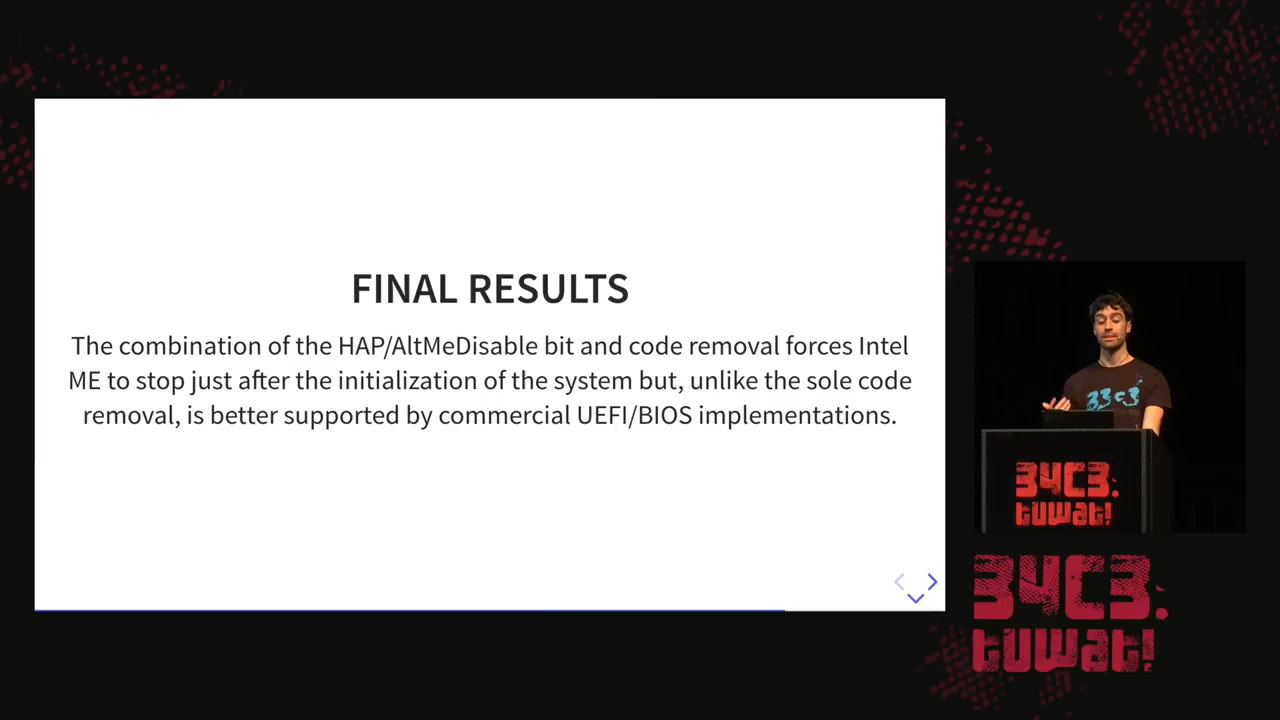 FINAL RESULTS
The combination of the HAP/AltMeDisable bit and code removal forces Intel
ME to stop just after the initialization of the system but, unlike the sole code
removal, is better supported by commercial UEFI/BIOS implementations.
33c3
34C3.
tuwat!
34C3.
tuwat!